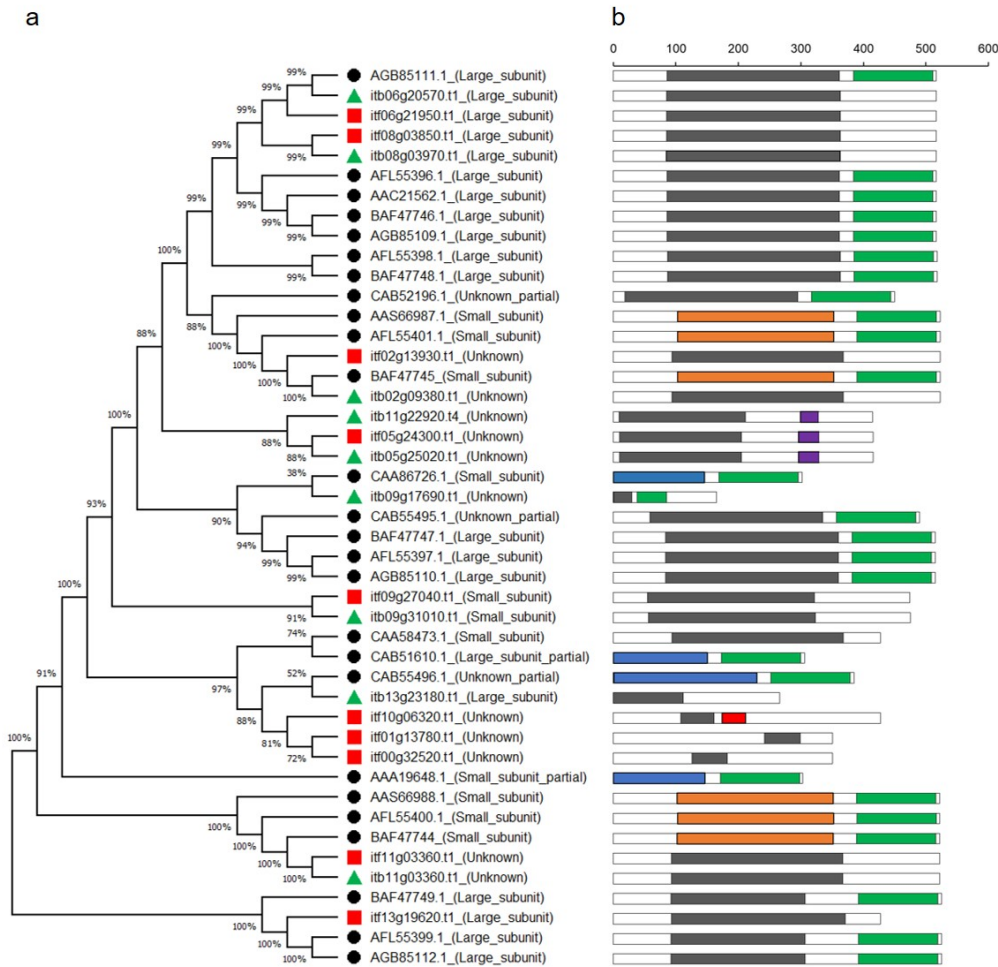 a
b
0 100 200 300 400 500 600
99% AGB85111.1_(Large_subunit)
99% itb06g20570.t1_(Large_subunit)
99% itf06g21950.t1_(Large_subunit)
99% itf08g03850.t1_(Large_subunit)
99% itb08g03970.t1_(Large_subunit)
99% AFL55396.1_(Large_subunit)
99% AAC21562.1_(Large_subunit)
99% BAF47746.1_(Large_subunit)
99% AGB85109.1_(Large_subunit)
100% AFL55398.1_(Large_subunit)
99% BAF47748.1_(Large_subunit)
CAB52196.1_(Unknown_partial)
88% AAS66987.1_(Small_subunit)
88% AFL55401.1_(Small_subunit)
100% itf02g13930.t1_(Unknown)
100% BAF47745_(Small_subunit)
100% itb02g09380.t1_(Unknown)
100% itb11g22920.t4_(Unknown)
88% itf05g24300.t1_(Unknown)
88% itb05g25020.t1_(Unknown)
38% CAA86726.1_(Small_subunit)
itb09g17690.t1_(Unknown)
90% CAB55495.1_(Unknown_partial)
93% 94% BAF47747.1_(Large_subunit)
99% AFL55397.1_(Large_subunit)
99% AGB85110.1_(Large_subunit)
itf09g27040.t1_(Small_subunit)
100% 91% itb09g31010.t1_(Small_subunit)
74% CAA58473.1_(Small_subunit)
CAB51610.1_(Large_subunit_partial)
91% 52% CAB55496.1_(Unknown_partial)
97% itb13g23180.t1_(Large_subunit)
88% itf10g06320.t1_(Unknown)
81% itf01g13780.t1_(Unknown)
72% itf00g32520.t1_(Unknown)
100% AAA19648.1_(Small_subunit_partial)
AAS66988.1_(Small_subunit)
100% AFL55400.1_(Small_subunit)
100% BAF47744_(Small_subunit)
100% itf11g03360.t1_(Unknown)
100% itb11g03360.t1_(Unknown)
BAF47749.1_(Large_subunit)
100% itf13g19620.t1_(Large_subunit)
100% AFL55399.1_(Large_subunit)
100% AGB85112.1_(Large_subunit)